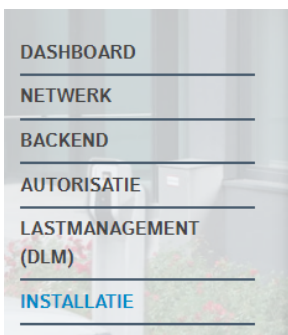 DASHBOARD
NETWERK
BACKEND
AUTORISATIE
LASTMANAGEMENT
(DLM)
INSTALLATIE